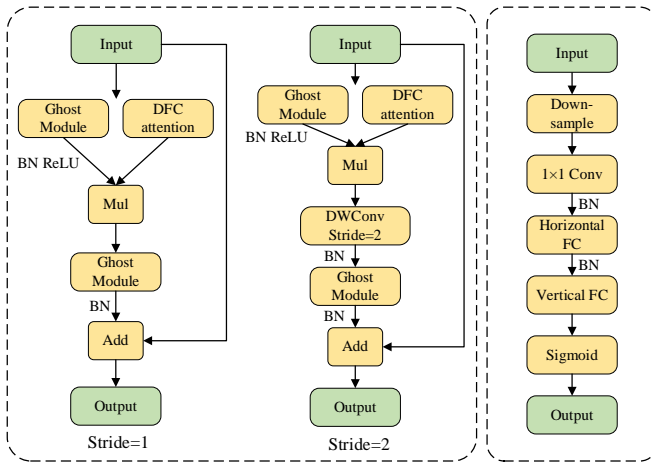 Input
Ghost
Module
DFC
attention
BN ReLU
Mul
Ghost
Module
BN
Add
Output
Stride=1
Input
Ghost
Module
DFC
attention
BN ReLU
Mul
DWConv
Stride=2
BN
Ghost
Module
BN
Add
Output
Stride=2
Input
Down-
sample
1×1 Conv
BN
Horizontal
FC
BN
Vertical FC
Sigmoid
Output